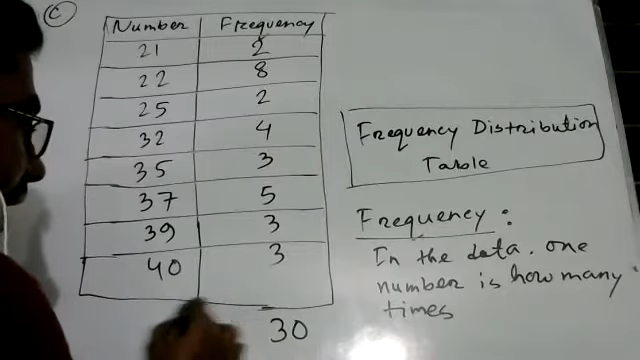 C
Number Frequency
21 2
22 8
25 2
32 4
35 3
37 5
39 3
40 3
30
Frequency Distribution
Table
Frequency :
In the data. one
number is how many
times